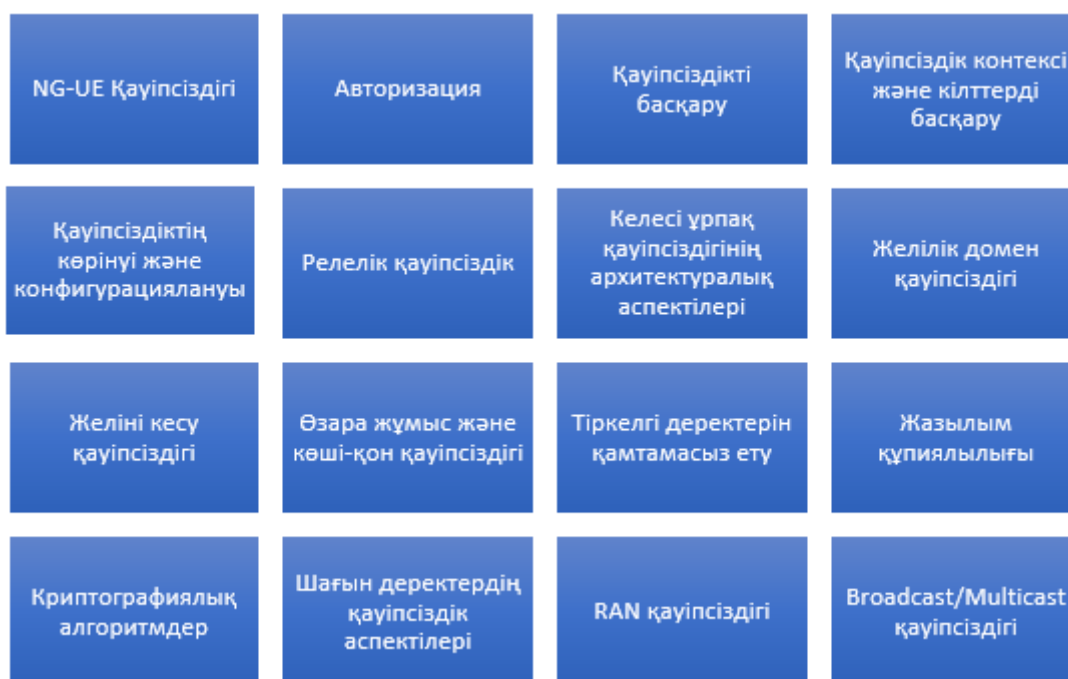 NG-UE Қауіпсіздігі
Авторизация
Қауіпсіздікті
басқару
Қауіпсіздік контексі
және кілттерді
басқару
Қауіпсіздіктің
көрінуі және
конфигурациялануы
Релелік қауіпсіздік
Келесі ұрпақ
қауіпсіздігінің
архитектуралық
аспектілері
Желілік домен
қауіпсіздігі
Желіні кесу
қауіпсіздігі
Өзара жұмыс және
көші-қон қауіпсіздігі
Тіркелгі деректерін
қамтамасыз ету
Жазылым
құпиялылығы
Криптографиялық
алгоритмдер
Шағын деректердің
қауіпсіздік
аспектілері
RAN қауіпсіздігі
Broadcast/Multicast
қауіпсіздігі